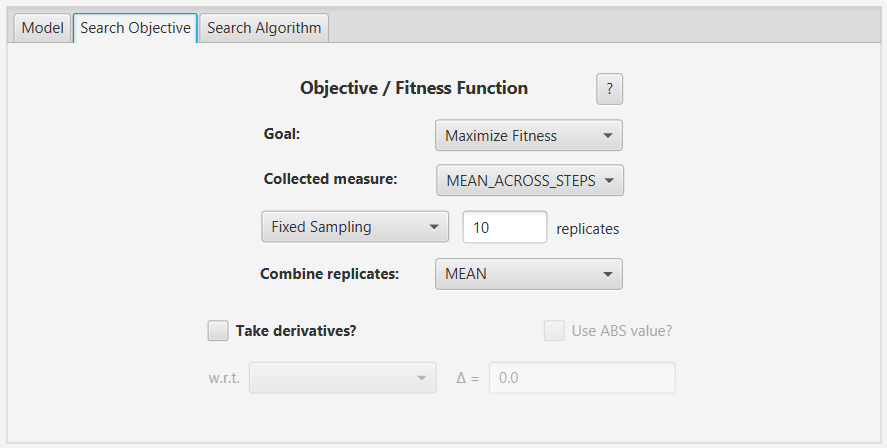 Model Search Objective Search Algorithm
Objective / Fitness Function ?
Goal: Maximize Fitness
Collected measure: MEAN_ACROSS_STEPS
Fixed Sampling 10 replicates
Combine replicates: MEAN
Take derivatives? Use ABS value?
w.r.t. Δ = 0.0